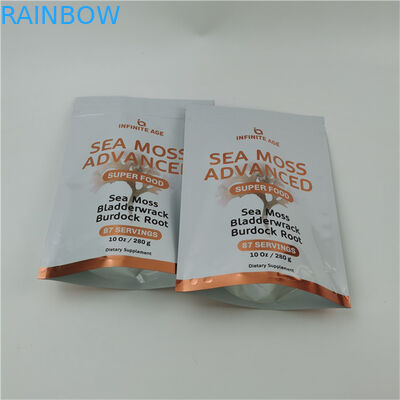 RAINBOW
INFINITE AGE
SEA MOSS
ADVANCED
SUPER FOOD
Sea Moss
Bladderwrack
Burdock Root
87 SERVINGS
10 Oz / 280 g
Dietary Supplement
INFINITE AGE
SEA MOSS
ADVANCED
SUPER FOOD
Sea Moss
Bladderwrack
Burdock Root
87 SERVINGS
10 Oz / 280 g
Dietary Supplement